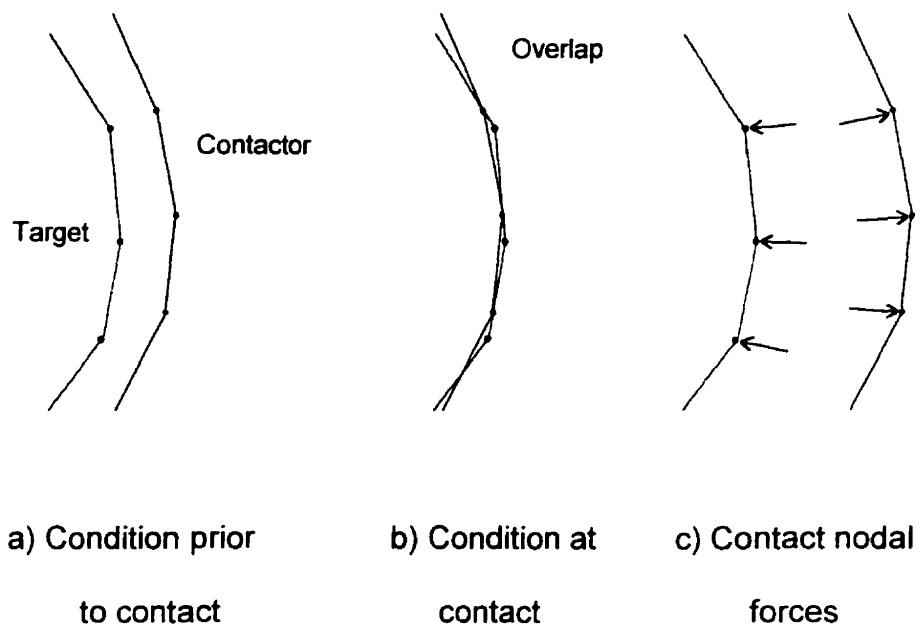 Overlap
Contactor
Target
a) Condition prior
to contact
b) Condition at
contact
c) Contact nodal
forces